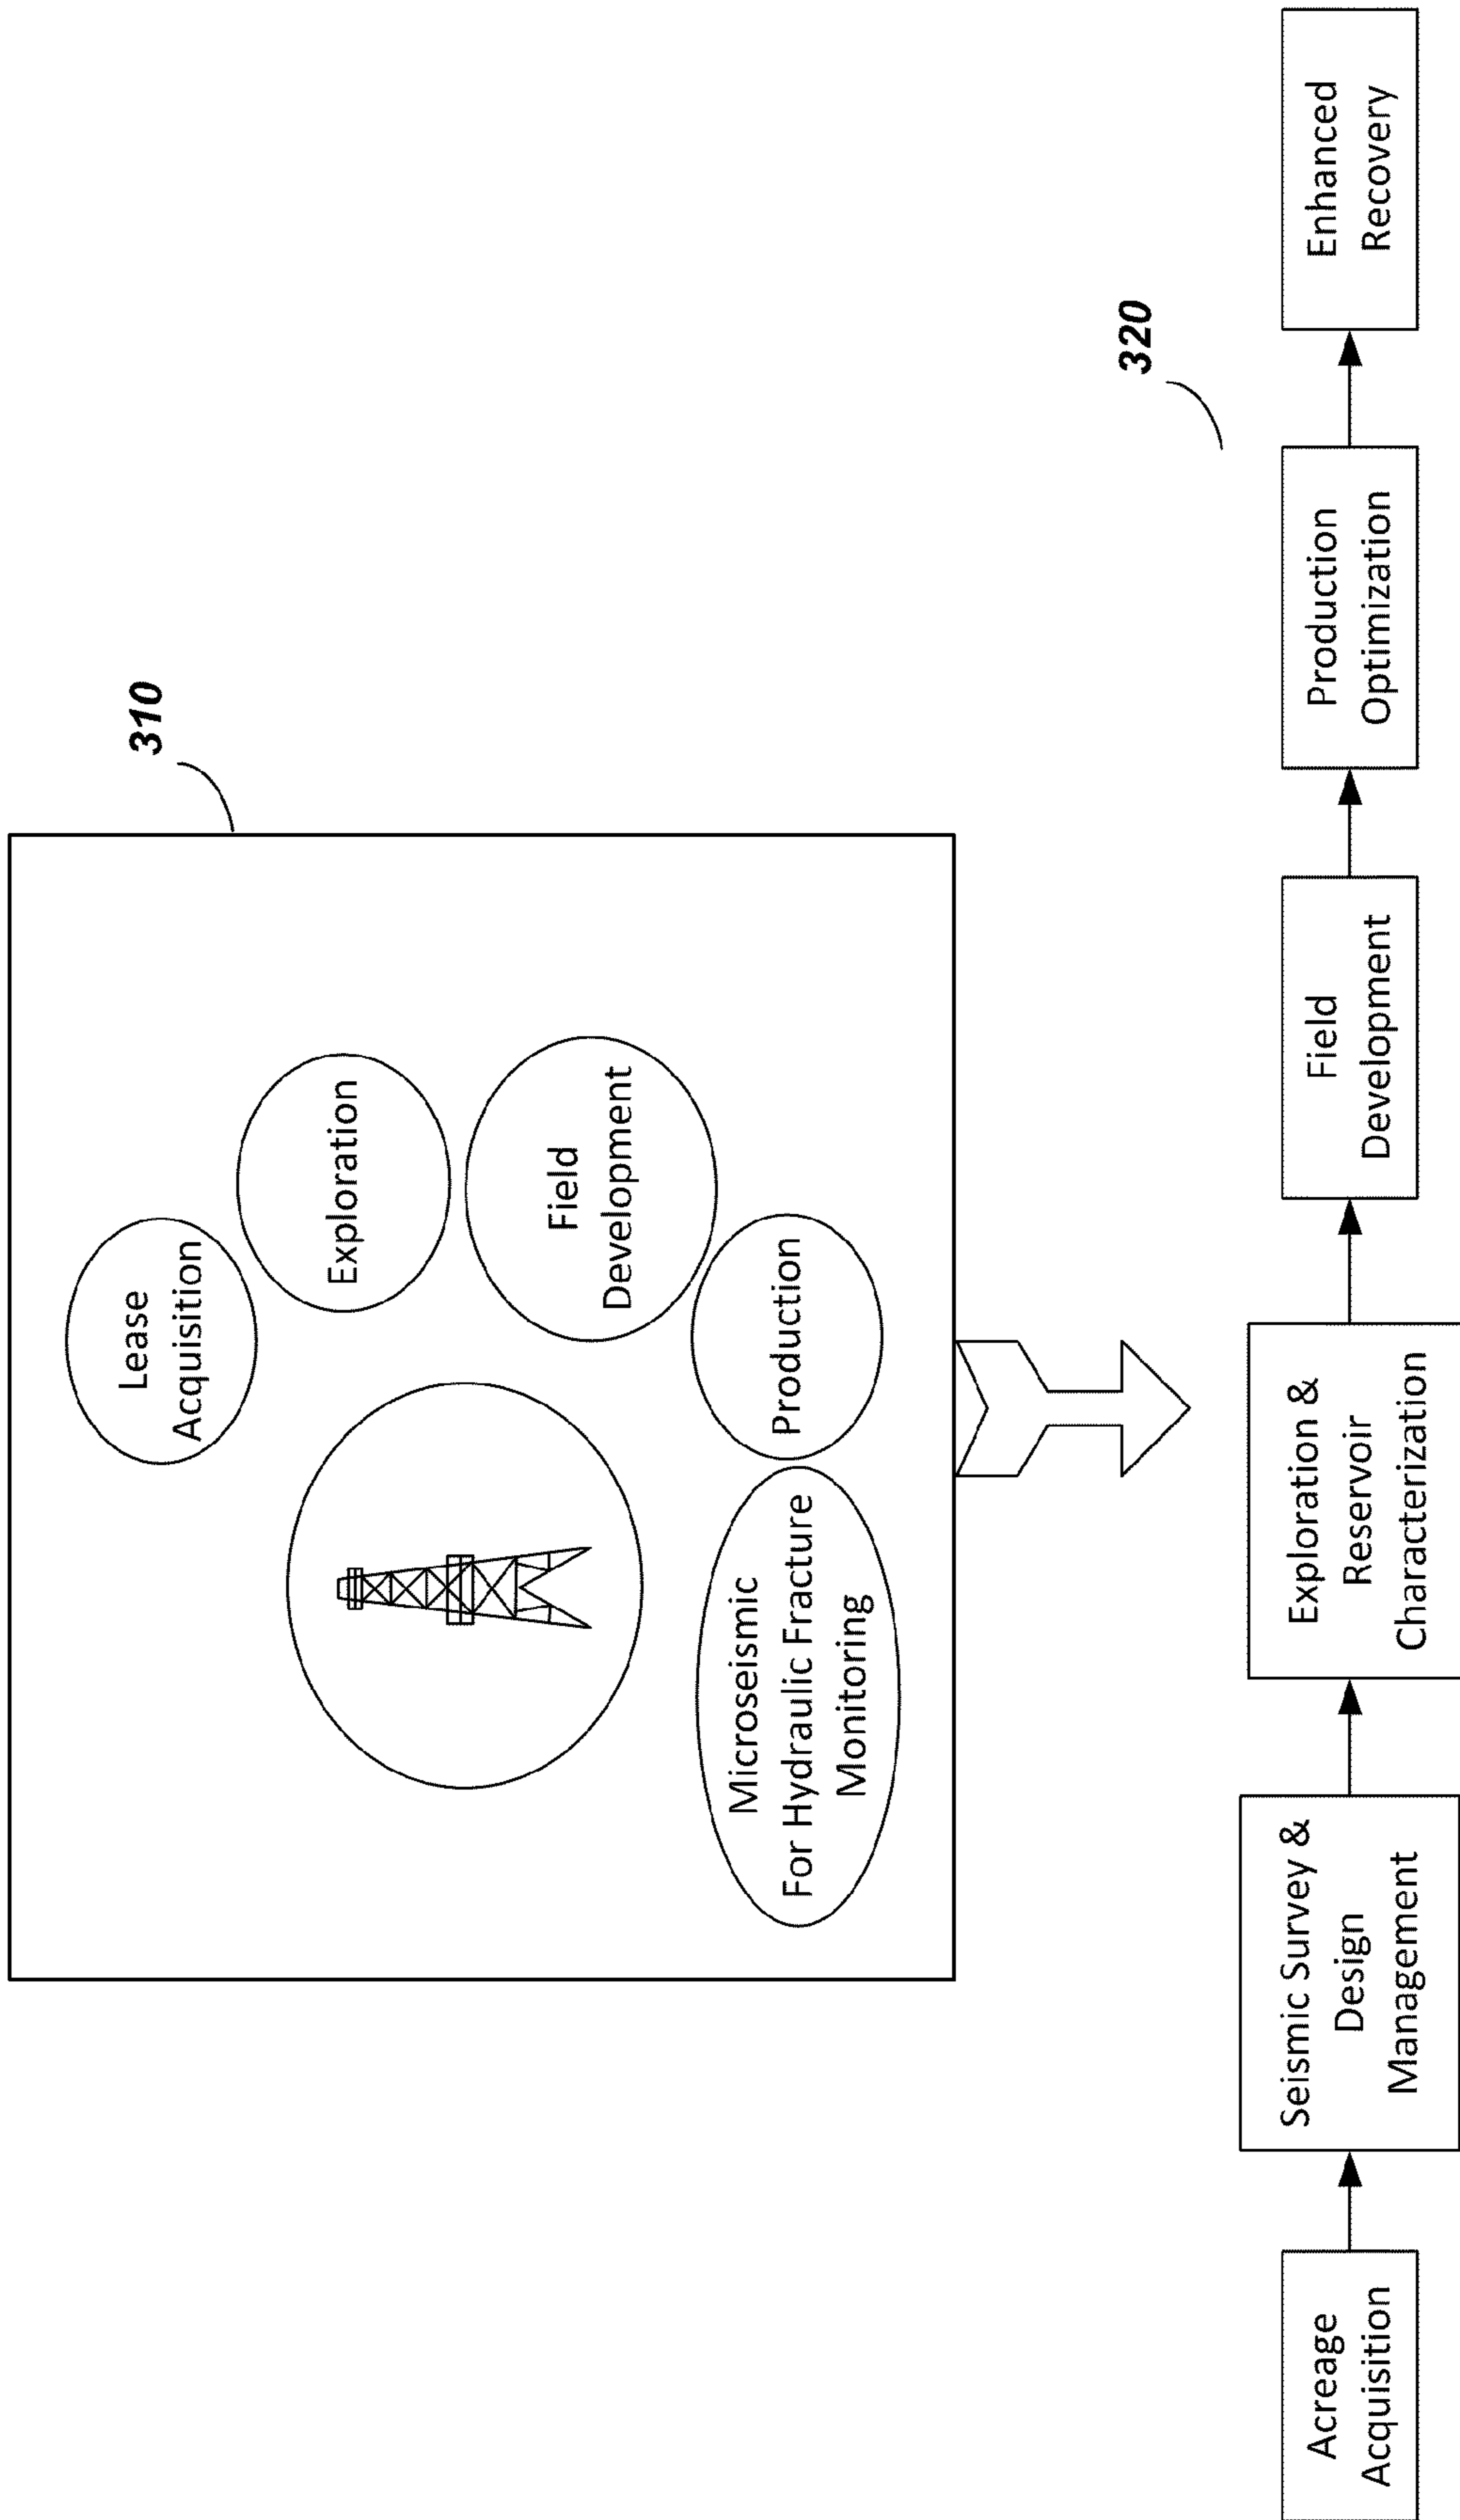 310
Lease
Acquisition
Exploration
Field
Development
Production
Microseismic
For Hydraulic Fracture
Monitoring
320
Acreage
Acquisition
Seismic Survey &
Design
Management
Exploration &
Reservoir
Characterization
Field
Development
Production
Optimization
Enhanced
Recovery